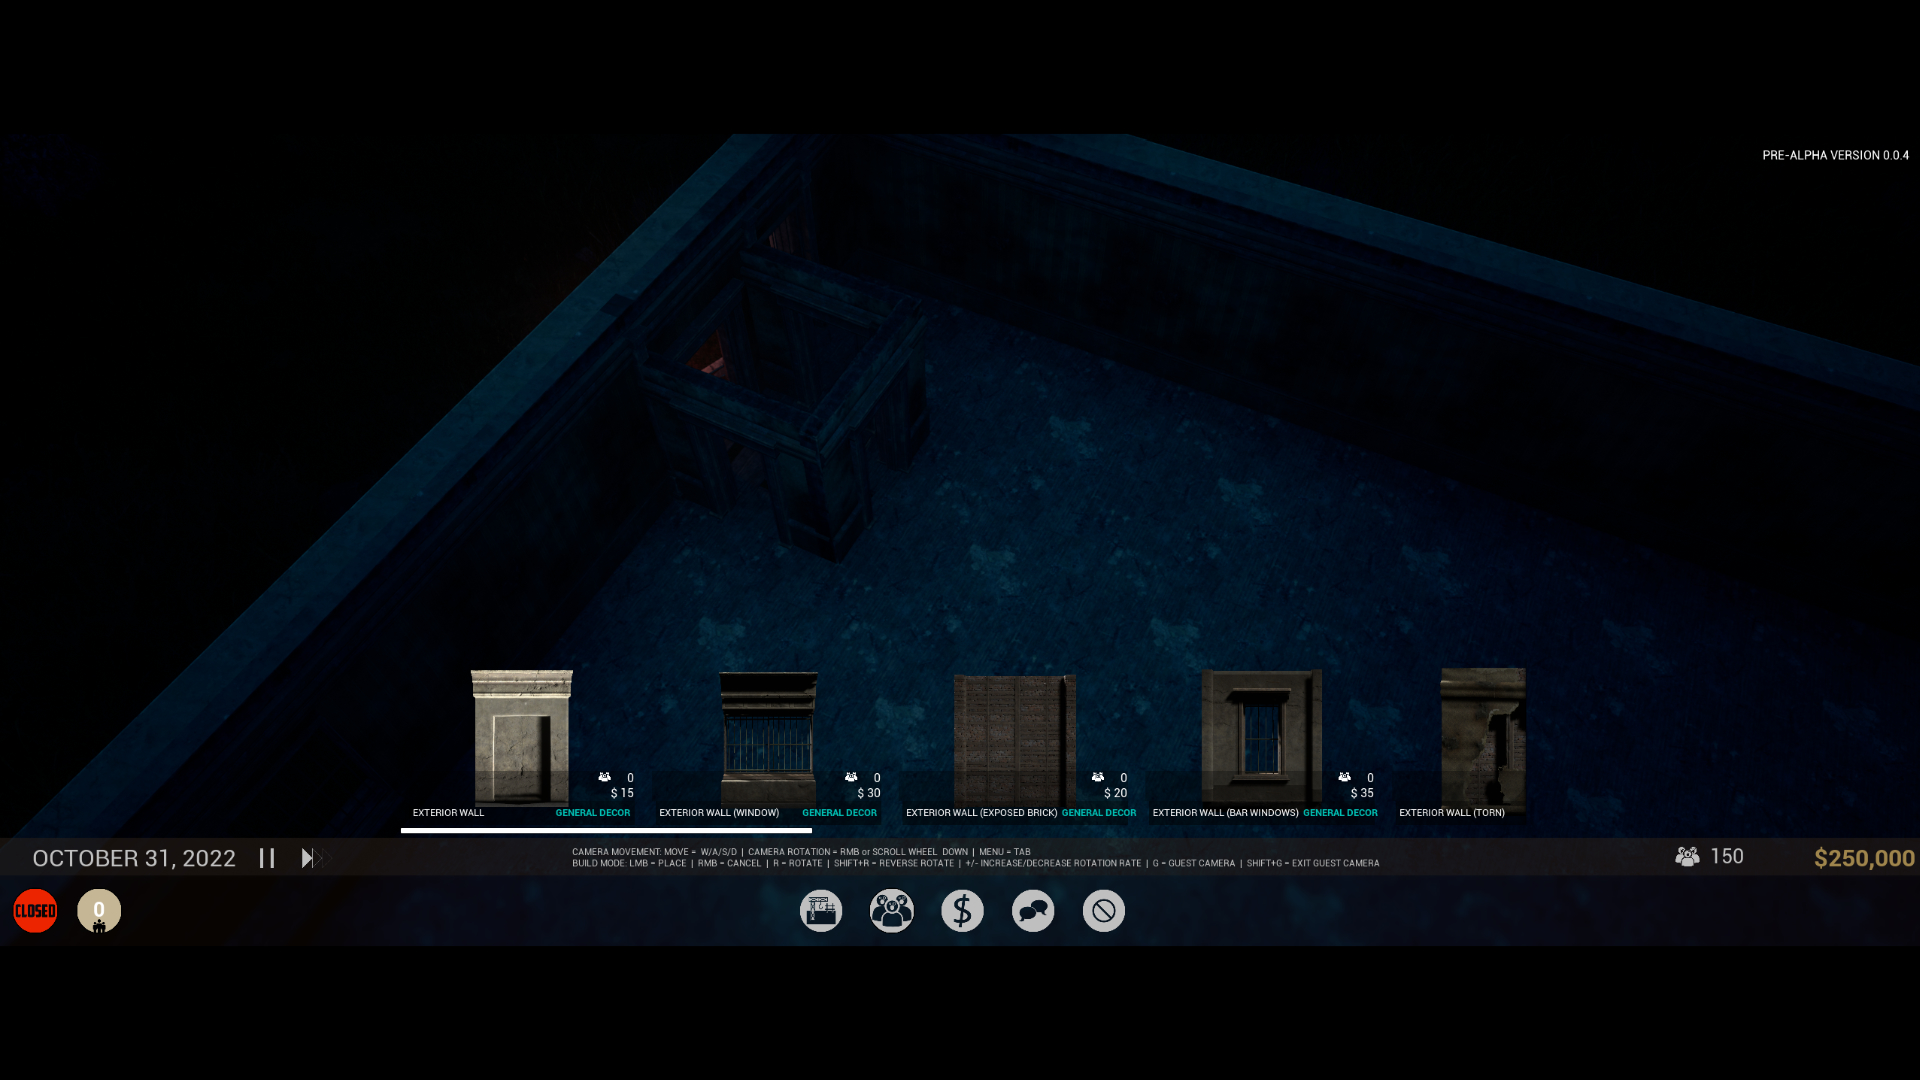 PRE-ALPHA VERSION 0.0.4
0
$ 15
EXTERIOR WALL GENERAL DECOR
0
$ 30
EXTERIOR WALL (WINDOW) GENERAL DECOR
0
$ 20
EXTERIOR WALL (EXPOSED BRICK) GENERAL DECOR
0
$ 35
EXTERIOR WALL (BAR WINDOWS) GENERAL DECOR
EXTERIOR WALL (TORN)
OCTOBER 31, 2022
CAMERA MOVEMENT: MOVE = W/A/S/D | CAMERA ROTATION = RMB or SCROLL WHEEL DOWN | MENU = TAB
BUILD MODE: LMB = PLACE | RMB = CANCEL | R = ROTATE | SHIFT+R = REVERSE ROTATE | +/- INCREASE/DECREASE ROTATION RATE | G = GUEST CAMERA | SHIFT+G = EXIT GUEST CAMERA
150
$250,000
CLOSED
0
$